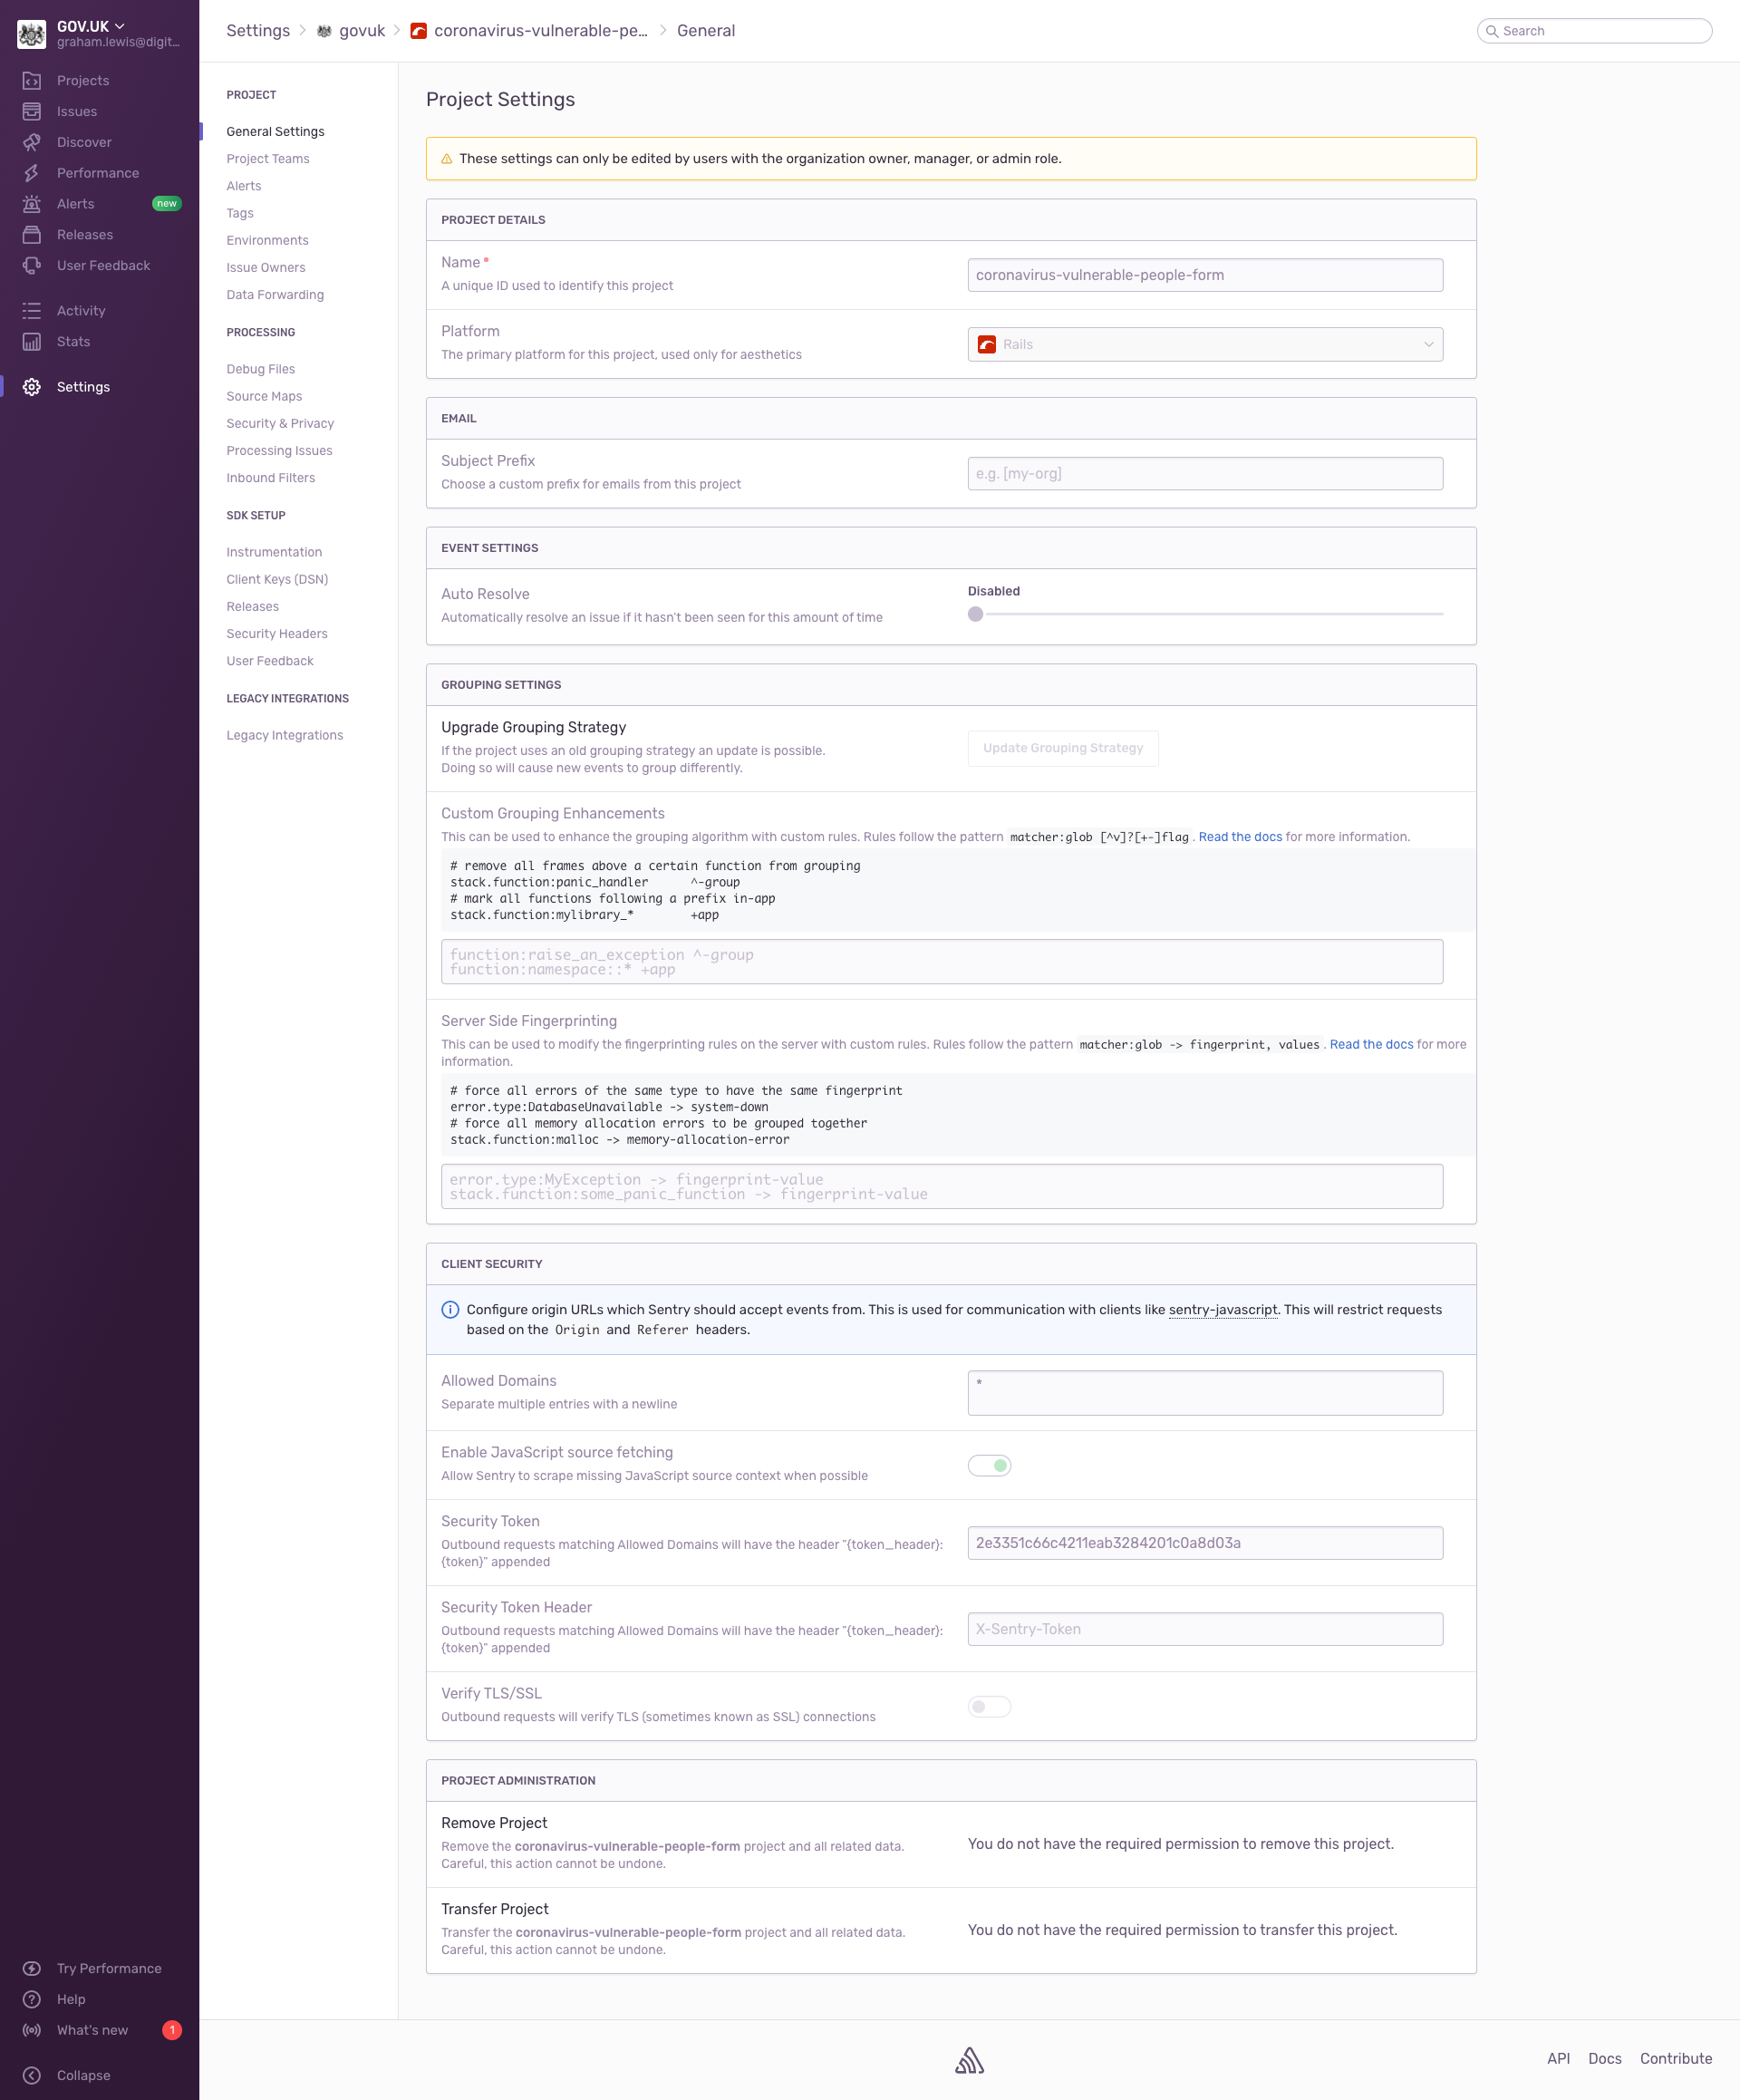 GOV.UK
graham.lewis@digit...
Projects
Issues
Discover
Performance
Alerts
new
Releases
User Feedback
Activity
Stats
Settings
Try Performance
Help
What's new
1
Collapse
Settings
govuk
coronavirus-vulnerable-pe...
General
Search
PROJECT
General Settings
Project Teams
Alerts
Tags
Environments
Issue Owners
Data Forwarding
PROCESSING
Debug Files
Source Maps
Security & Privacy
Processing Issues
Inbound Filters
SDK SETUP
Instrumentation
Client Keys (DSN)
Releases
Security Headers
User Feedback
LEGACY INTEGRATIONS
Legacy Integrations
Project Settings
These settings can only be edited by users with the organization owner, manager, or admin role.
PROJECT DETAILS
Name
A unique ID used to identify this project
coronavirus-vulnerable-people-form
Platform
The primary platform for this project, used only for aesthetics
Rails
EMAIL
Subject Prefix
Choose a custom prefix for emails from this project
e.g. [my-org]
EVENT SETTINGS
Auto Resolve
Automatically resolve an issue if it hasn't been seen for this amount of time
Disabled
GROUPING SETTINGS
Upgrade Grouping Strategy
If the project uses an old grouping strategy an update is possible.
Doing so will cause new events to group differently.
Update Grouping Strategy
Custom Grouping Enhancements
This can be used to enhance the grouping algorithm with custom rules. Rules follow the pattern matcher:glob [^v]?[+-]flag. Read the docs for more information.
# remove all frames above a certain function from grouping
stack.function:panic_handler      ^-group
# mark all functions following a prefix in-app
stack.function:mylibrary_*        +app
function:raise_an_exception ^-group
function:namespace::* +app
Server Side Fingerprinting
This can be used to modify the fingerprinting rules on the server with custom rules. Rules follow the pattern matcher:glob -> fingerprint, values. Read the docs for more
information.
# force all errors of the same type to have the same fingerprint
error.type:DatabaseUnavailable -> system-down
# force all memory allocation errors to be grouped together
stack.function:malloc -> memory-allocation-error
error.type:MyException -> fingerprint-value
stack.function:some_panic_function -> fingerprint-value
CLIENT SECURITY
Configure origin URLs which Sentry should accept events from. This is used for communication with clients like sentry-javascript. This will restrict requests
based on the Origin and Referer headers.
Allowed Domains
Separate multiple entries with a newline
*
Enable JavaScript source fetching
Allow Sentry to scrape missing JavaScript source context when possible
Security Token
Outbound requests matching Allowed Domains will have the header "{token_header}:
{token}" appended
2e3351c66c4211eab3284201c0a8d03a
Security Token Header
Outbound requests matching Allowed Domains will have the header "{token_header}:
{token}" appended
X-Sentry-Token
Verify TLS/SSL
Outbound requests will verify TLS (sometimes known as SSL) connections
PROJECT ADMINISTRATION
Remove Project
Remove the coronavirus-vulnerable-people-form project and all related data.
Careful, this action cannot be undone.
You do not have the required permission to remove this project.
Transfer Project
Transfer the coronavirus-vulnerable-people-form project and all related data.
Careful, this action cannot be undone.
You do not have the required permission to transfer this project.
API
Docs
Contribute